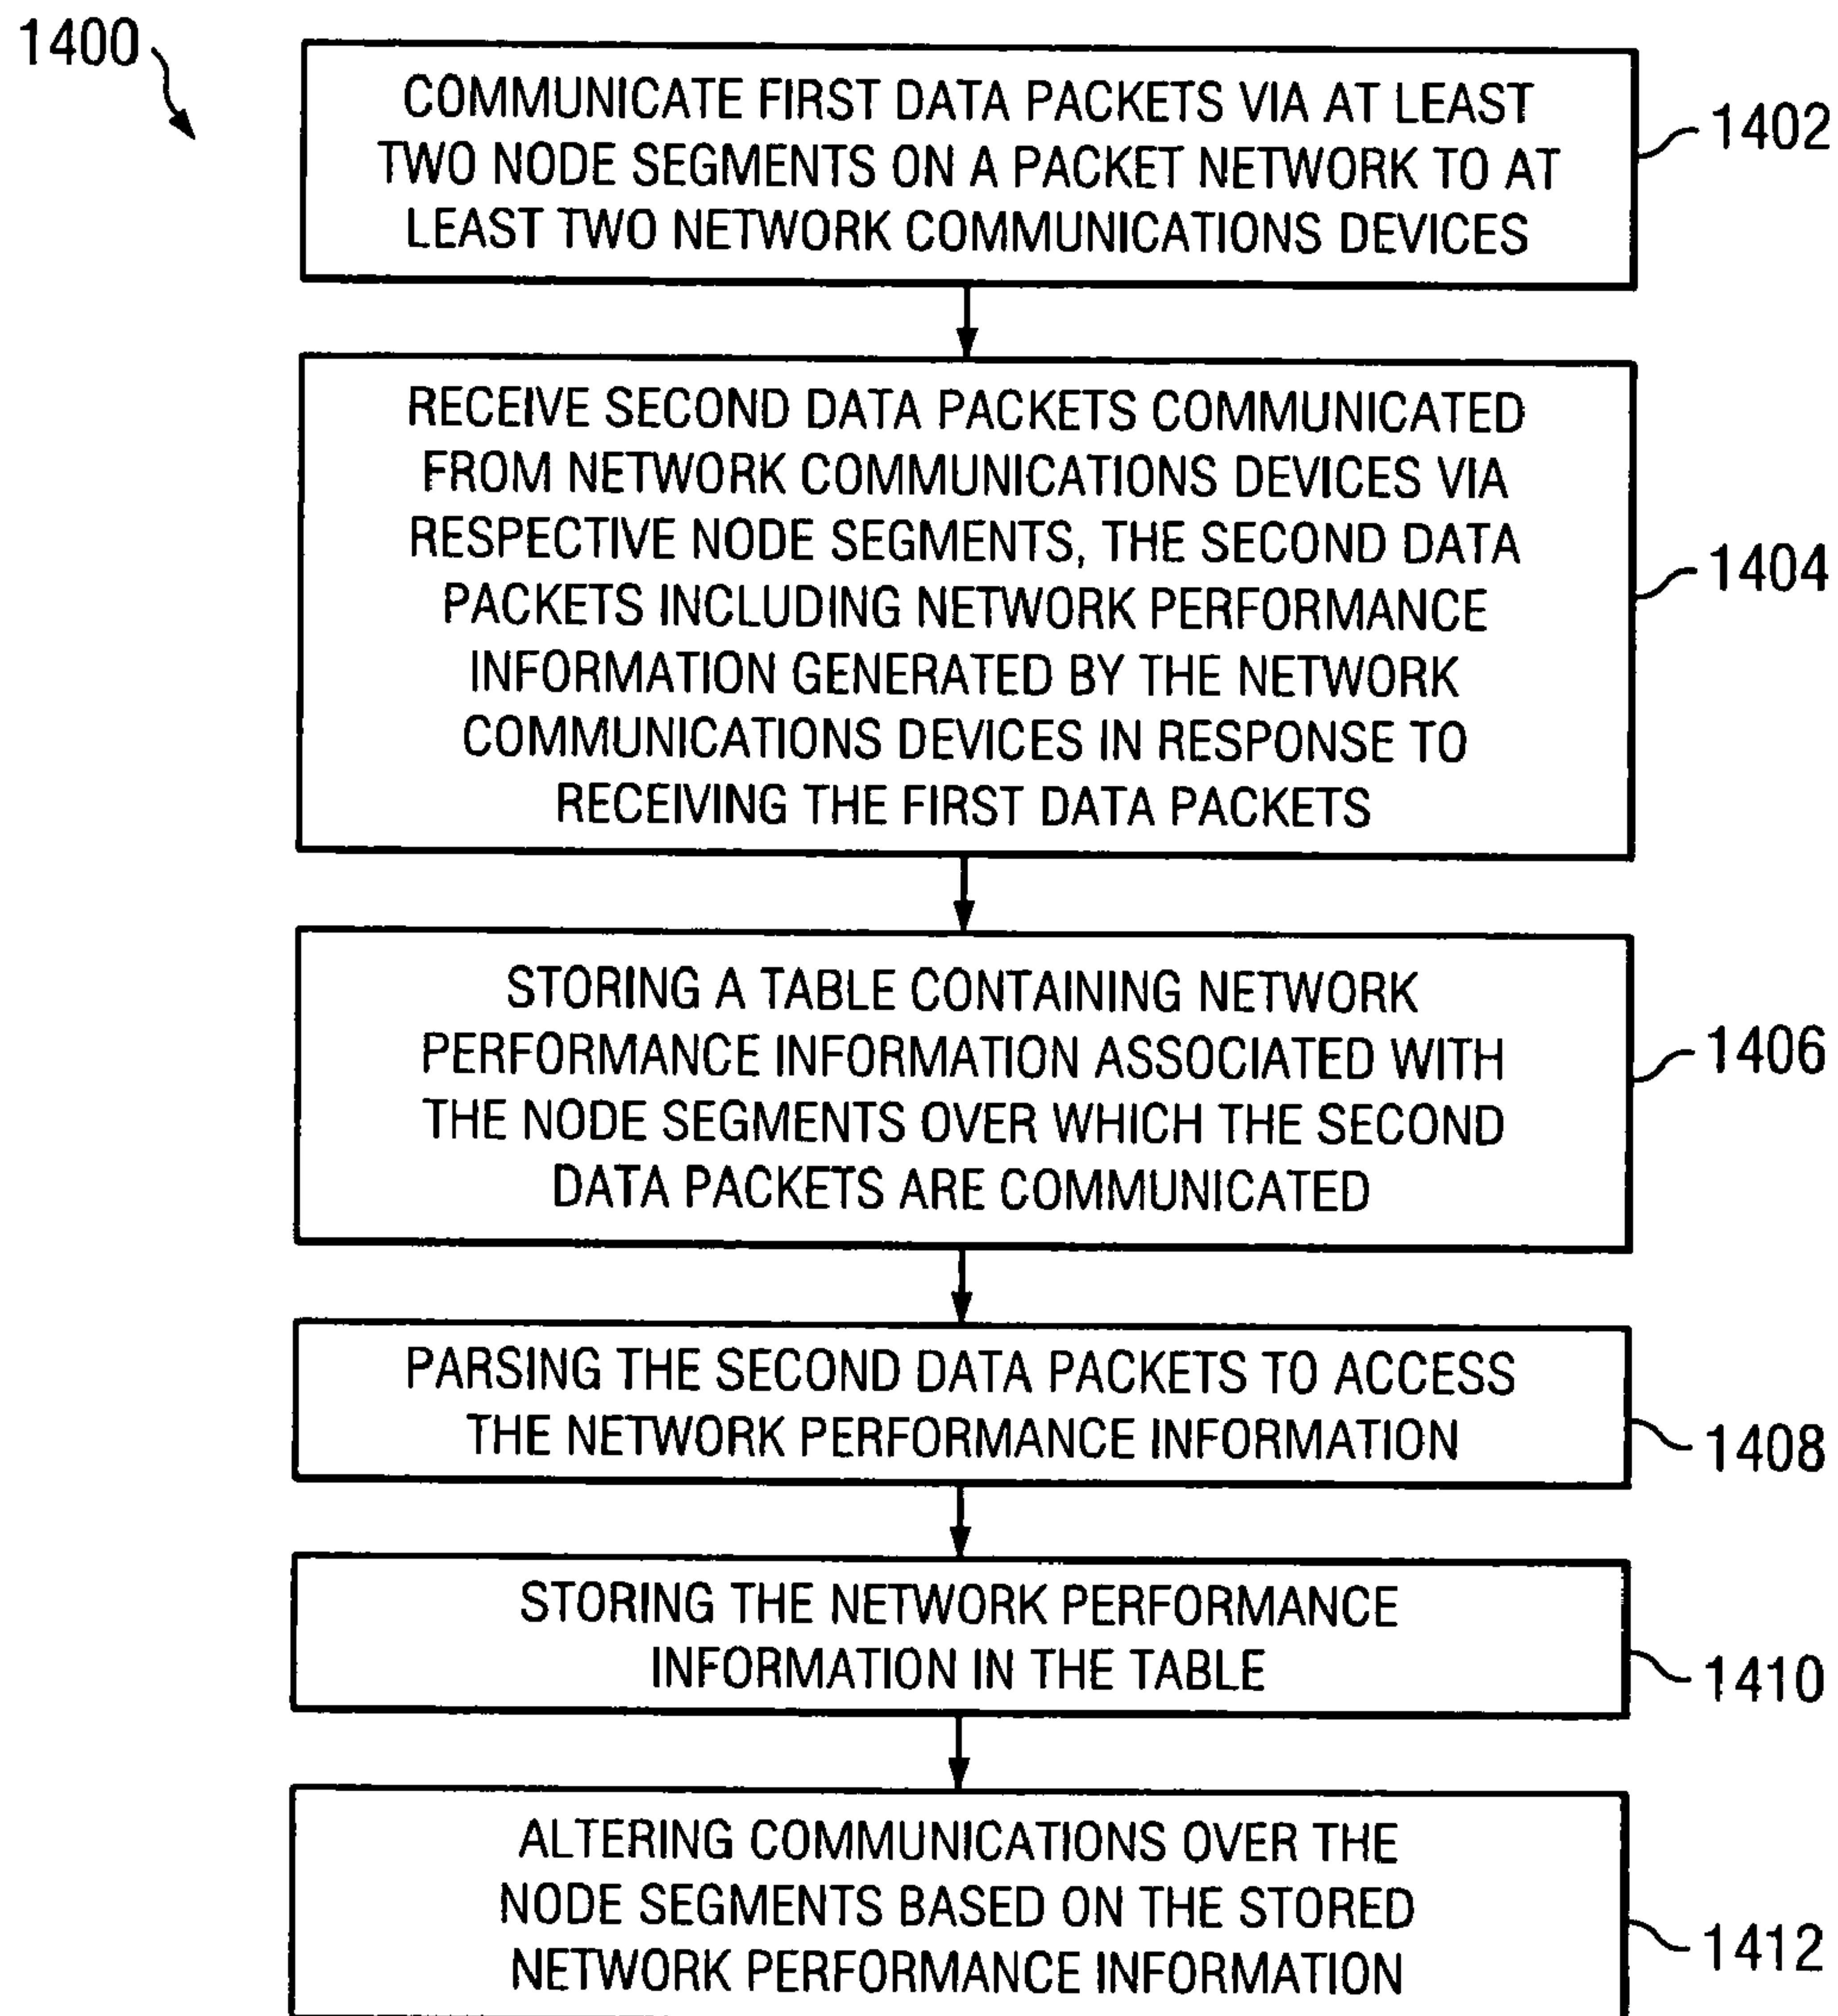 1400
COMMUNICATE FIRST DATA PACKETS VIA AT LEAST
TWO NODE SEGMENTS ON A PACKET NETWORK TO AT
LEAST TWO NETWORK COMMUNICATIONS DEVICES
1402
RECEIVE SECOND DATA PACKETS COMMUNICATED
FROM NETWORK COMMUNICATIONS DEVICES VIA
RESPECTIVE NODE SEGMENTS, THE SECOND DATA
PACKETS INCLUDING NETWORK PERFORMANCE
INFORMATION GENERATED BY THE NETWORK
COMMUNICATIONS DEVICES IN RESPONSE TO
RECEIVING THE FIRST DATA PACKETS
1404
STORING A TABLE CONTAINING NETWORK
PERFORMANCE INFORMATION ASSOCIATED WITH
THE NODE SEGMENTS OVER WHICH THE SECOND
DATA PACKETS ARE COMMUNICATED
1406
PARSING THE SECOND DATA PACKETS TO ACCESS
THE NETWORK PERFORMANCE INFORMATION
1408
STORING THE NETWORK PERFORMANCE
INFORMATION IN THE TABLE
1410
ALTERING COMMUNICATIONS OVER THE
NODE SEGMENTS BASED ON THE STORED
NETWORK PERFORMANCE INFORMATION
1412